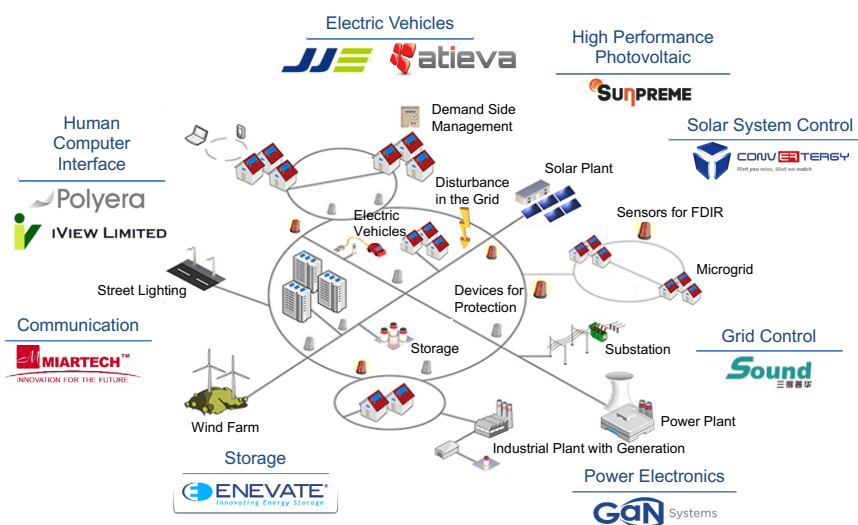 Electric Vehicles
JJE
atieva
High Performance
Photovoltaic
SUNPREME
Human
Computer
Interface
Polyera
iVIEW LIMITED
Demand Side
Management
Solar System Control
CONVERTERGY
Watt you miss, Watt we match
Disturbance
in the Grid
Solar Plant
Electric
Vehicles
Sensors for FDIR
Microgrid
Street Lighting
Devices for
Protection
Communication
MIARTECH™
INNOVATION FOR THE FUTURE
Storage
Substation
Grid Control
Sound
三得普华
Wind Farm
Power Plant
Industrial Plant with Generation
Storage
ENEVATE®
Innovating Energy Storage
Power Electronics
GaN Systems